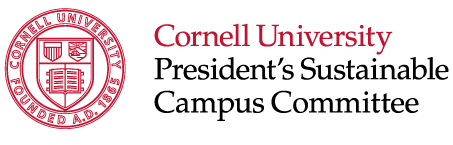 CORNELL UNIVERSITY
FOUNDED A.D. 1865
Cornell University
President's Sustainable
Campus Committee